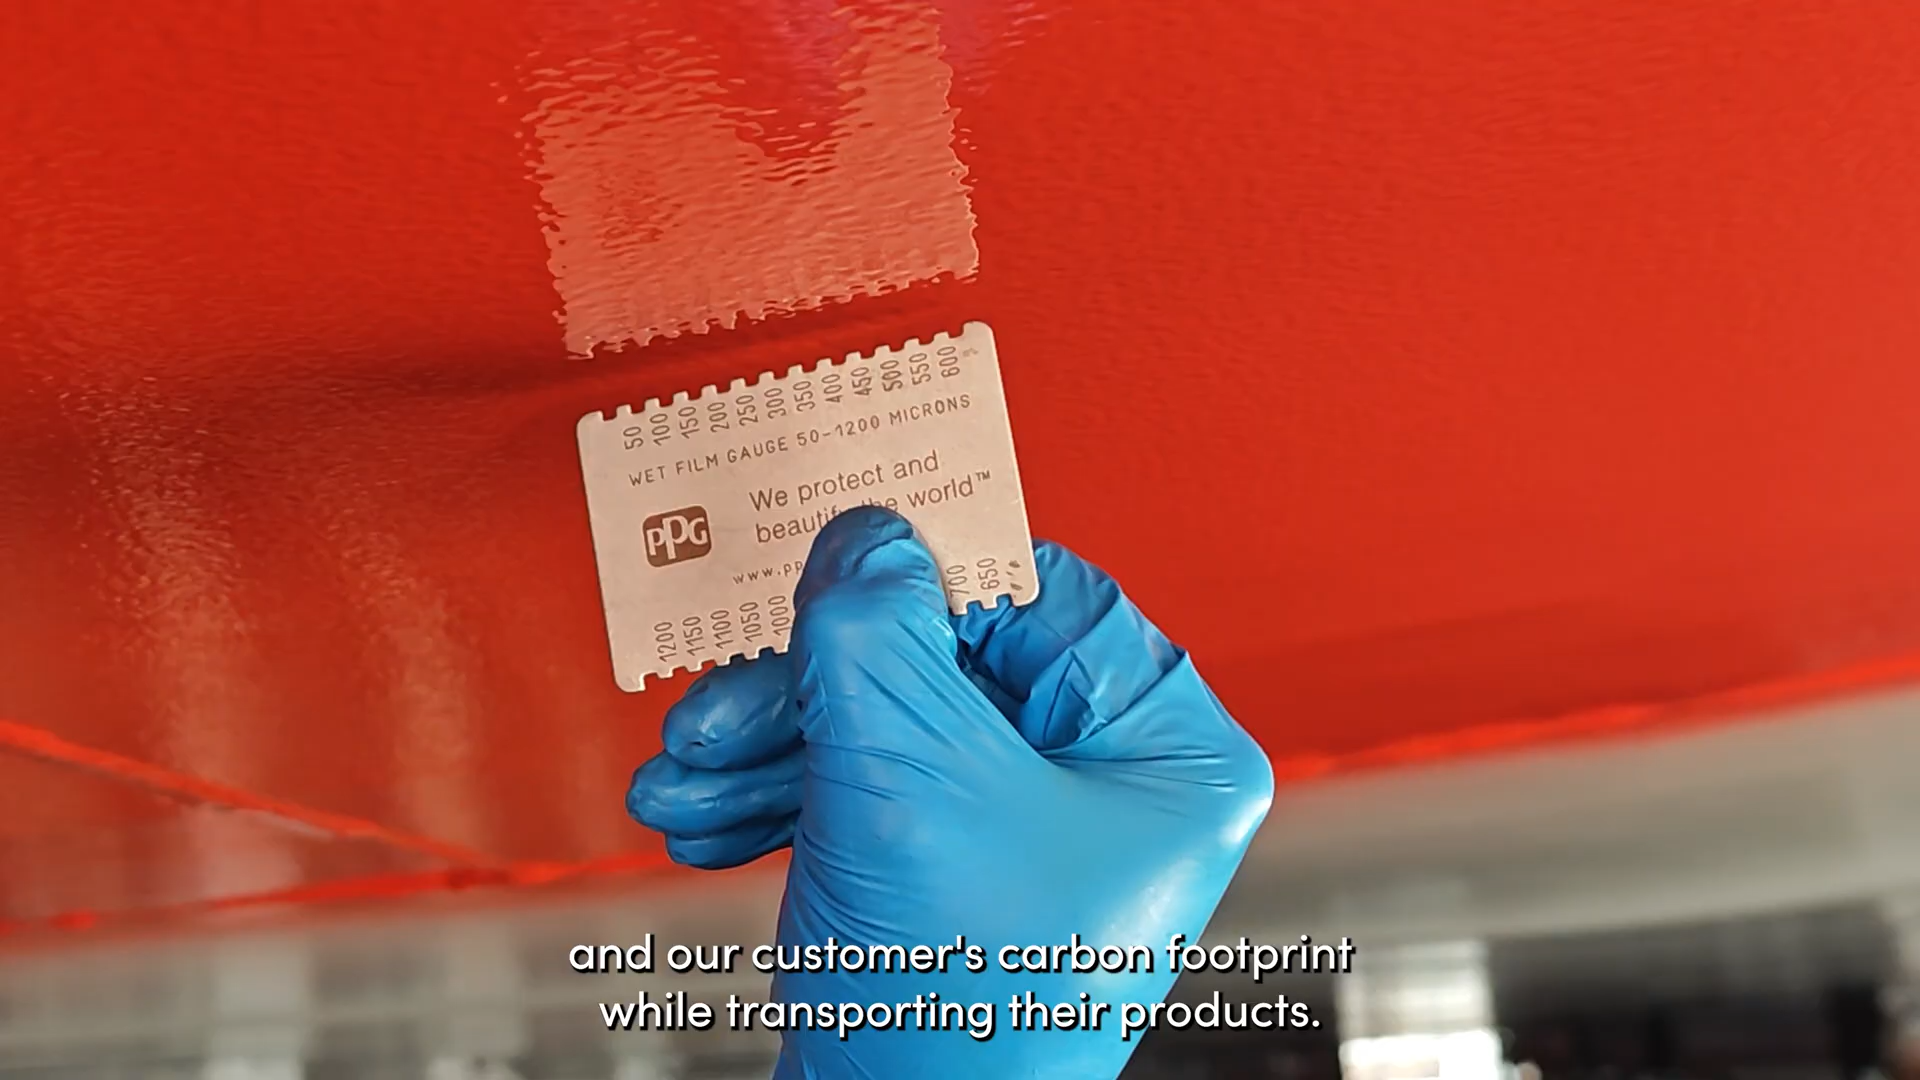 50 100 150 200 250 300 350 400 450 500 550 600
WET FILM GAUGE 50-1200 MICRONS
We protect and
the world™
PPG
1200 1150 1100 1050 1000 700 650
and our customer's carbon footprint
while transporting their products.